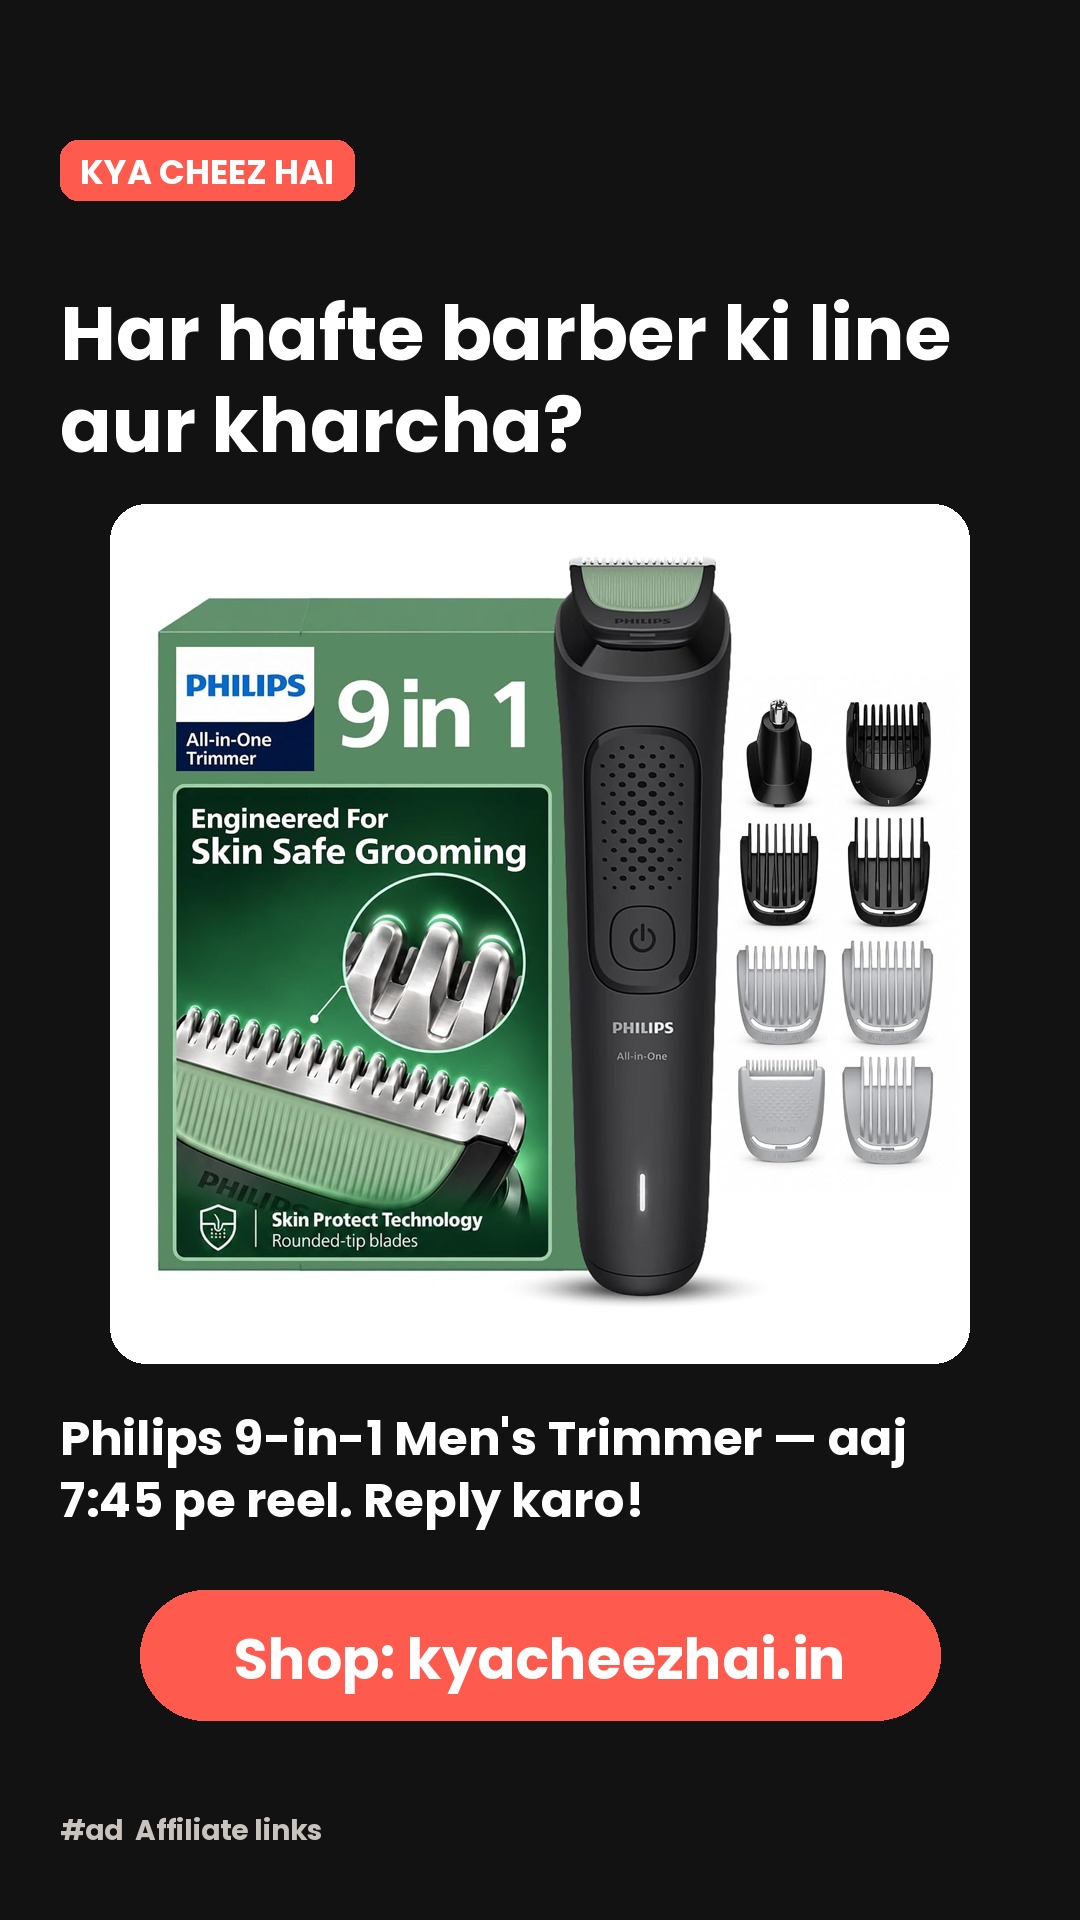 KYA CHEEZ HAI
Har hafte barber ki line
aur kharcha?
PHILIPS
All-in-One
Trimmer
9 in 1
Engineered For
Skin Safe Grooming
PHILIPS
Skin Protect Technology
Rounded-tip blades
PHILIPS
PHILIPS
All-in-One
Philips 9-in-1 Men's Trimmer — aaj
7:45 pe reel. Reply karo!
Shop: kyacheezhai.in
#ad Affiliate links